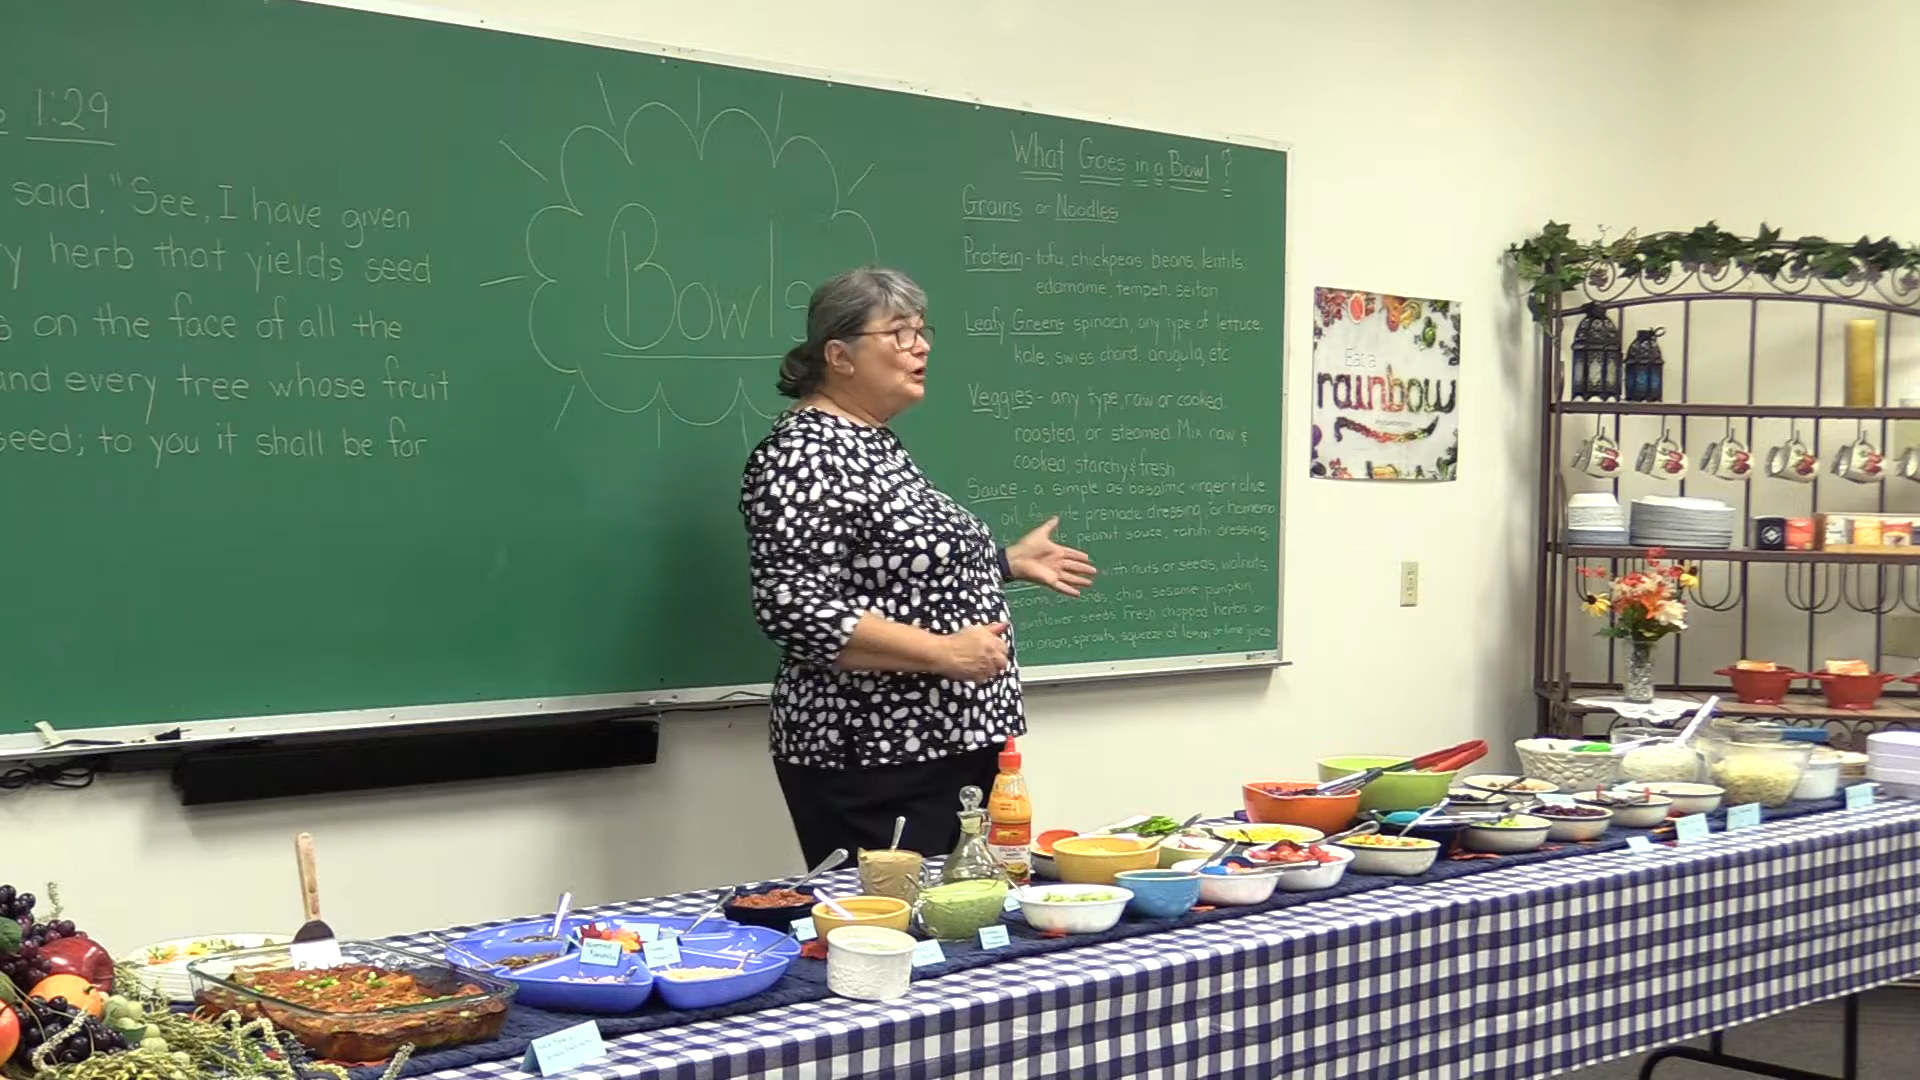 1:29
said. "See, I have given
herb that yields seed
on the face of all the
and every tree whose fruit
seed; to you it shall be for
Bowls
What Goes in a Bowl ?
Grains or Noodles
Protein - tofu, chickpeas, beans, lentils,
edamame, tempeh, seitan
Leafy Greens spinach, any type of lettuce,
kale, swiss chard, arugula, etc
Veggies - any type, raw or cooked,
roasted, or steamed. Mix raw &
cooked, starchy & fresh
Sauce - a simple as basalmic vinger & olive
oil, favorite premade dressing, or homema
peanut sauce, tahini dressing,
with nuts or seeds, walnuts,
chia, sesame pumpkin,
sunflower seeds. Fresh chopped herbs or
onion, sprouts, squeeze of lemon or lime juice
Eat a
rainbow